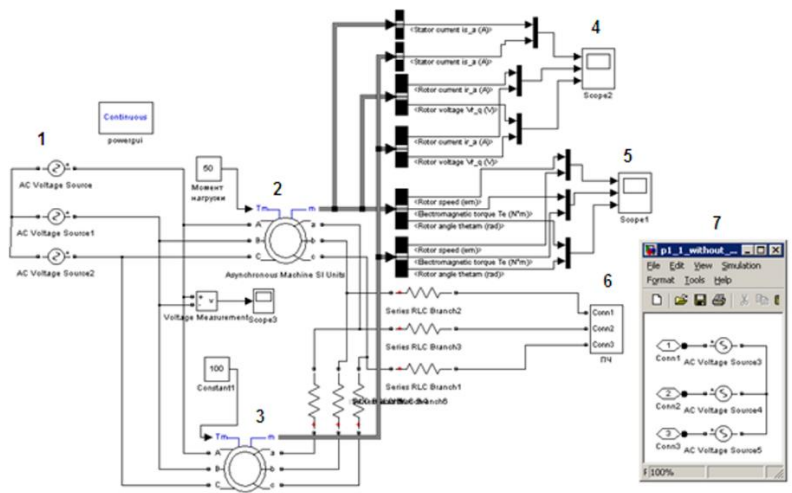 4
<Stator current is_a (A)>
<Stator current is_a (A)>
Scope2
<Rotor current ir_a (A)>
<Rotor voltage Vr_q (V)>
<Rotor current ir_a (A)>
<Rotor voltage Vr_q (V)>
Continuous
powergui
1
AC Voltage Source
AC Voltage Source1
AC Voltage Source2
50
Момент
нагрузки
2
Tm
m
A
a
B
b
C
c
Asynchronous Machine SI Units
5
Scope1
<Rotor speed (wm)>
<Electromagnetic torque Te (N*m)>
<Rotor angle thetam (rad)>
<Rotor speed (wm)>
<Electromagnetic torque Te (N*m)>
<Rotor angle thetam (rad)>
+
-
v
Voltage Measurement
Scope3
Series RLC Branch2
Series RLC Branch3
Series RLC Branch1
6
Conn1
Conn2
Conn3
ПЧ
100
Constant1
3
Tm
m
A
a
B
b
C
c
7
p1_1_without_...
File Edit View Simulation
Format Tools Help
1
Conn1
AC Voltage Source3
2
Conn2
AC Voltage Source4
3
Conn3
AC Voltage Source5
100%